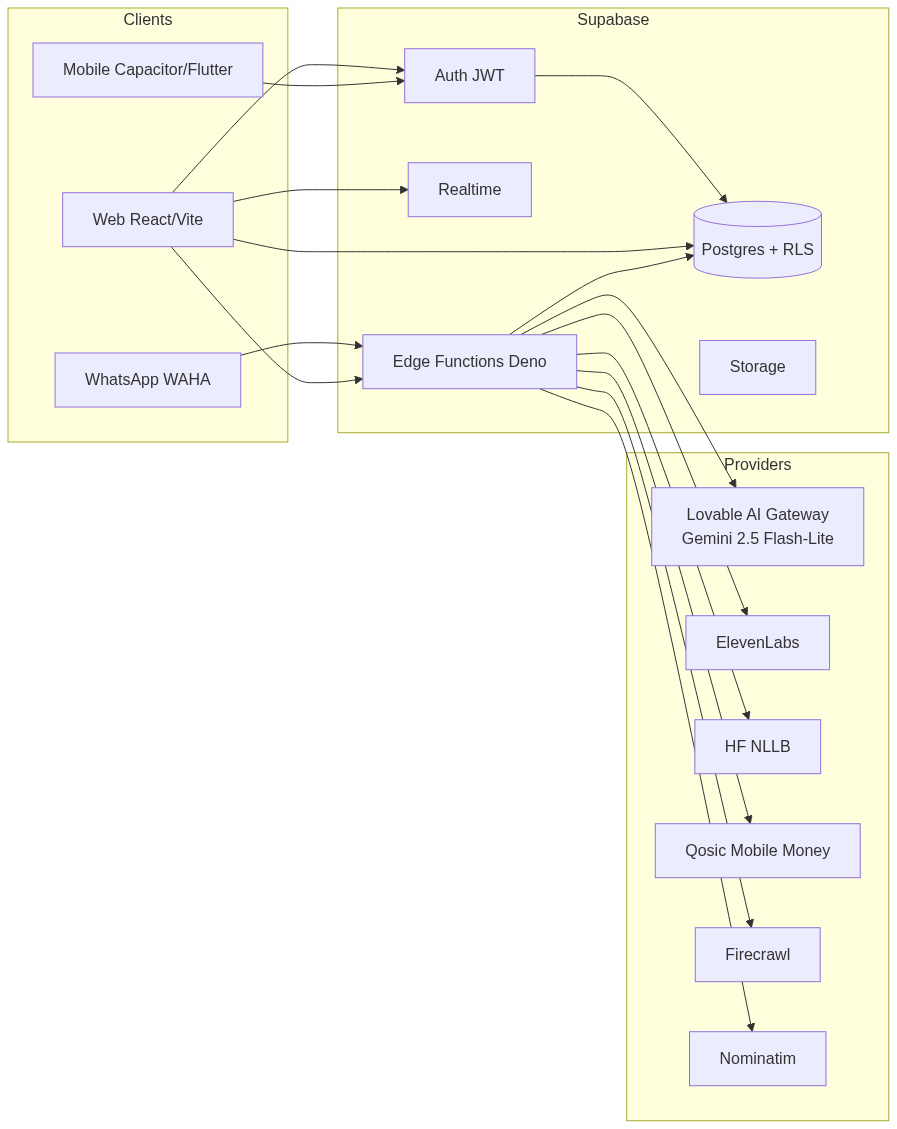 Clients
Mobile Capacitor/Flutter
Web React/Vite
WhatsApp WAHA
Supabase
Auth JWT
Realtime
Postgres + RLS
Edge Functions Deno
Storage
Providers
Lovable AI Gateway
Gemini 2.5 Flash-Lite
ElevenLabs
HF NLLB
Qosic Mobile Money
Firecrawl
Nominatim